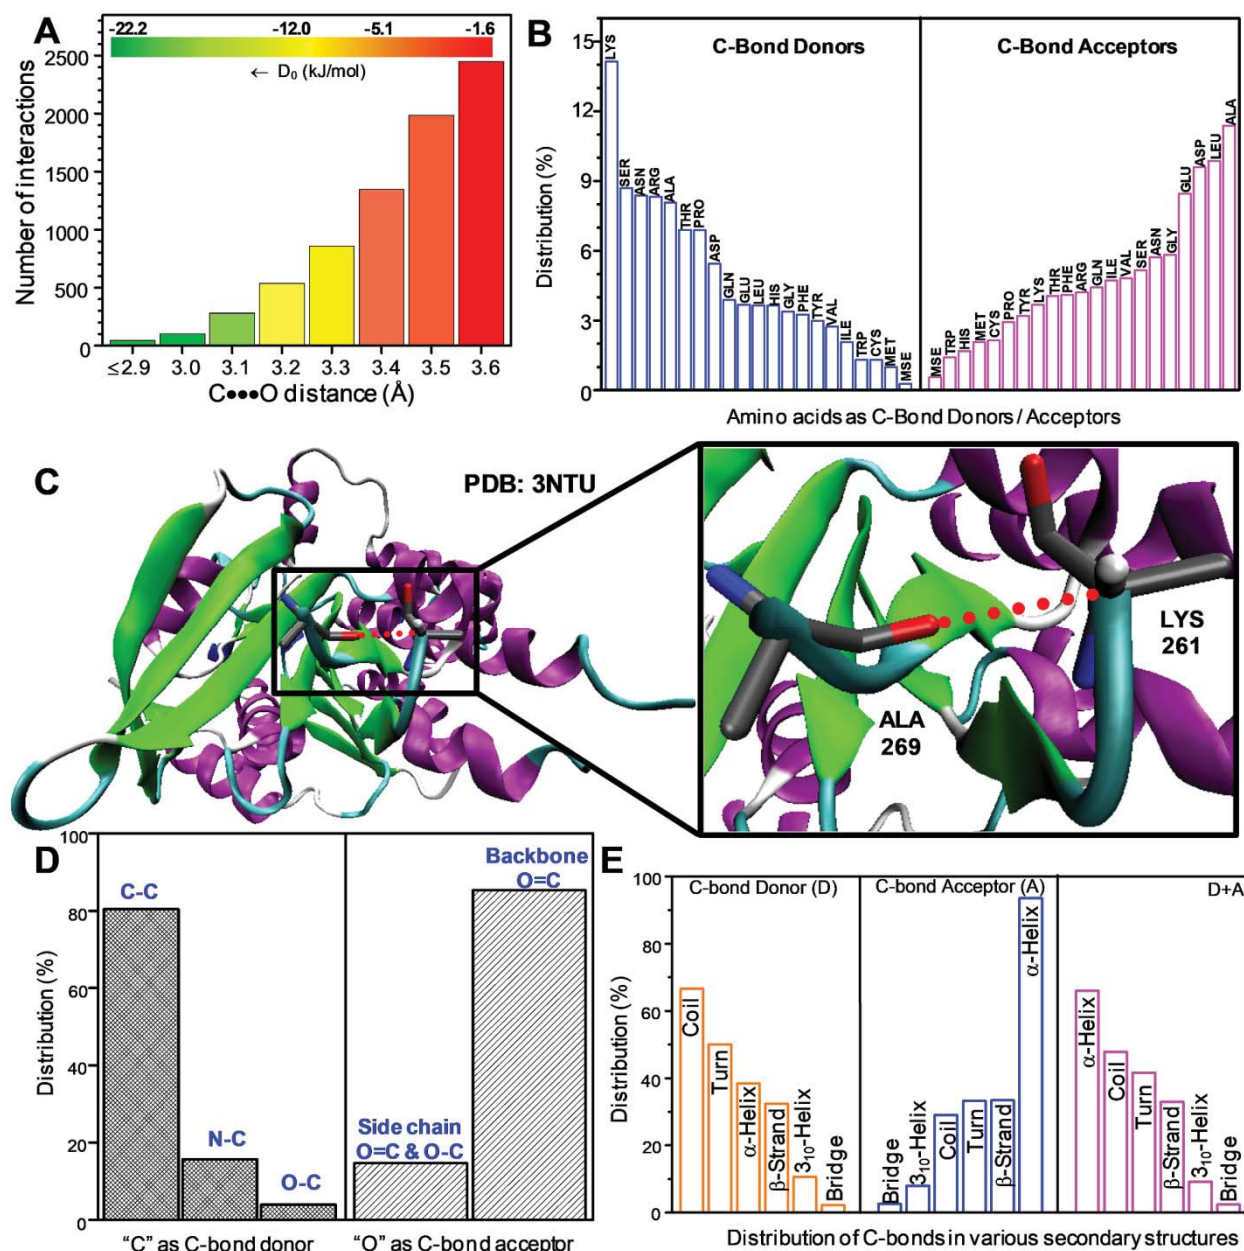 A
-22.2 -12.0 -5.1 -1.6
← D₀ (kJ/mol)
Number of interactions
2500
2000
1500
1000
500
0
≤2.9 3.0 3.1 3.2 3.3 3.4 3.5 3.6
C•••O distance (Å)
B
C-Bond Donors
C-Bond Acceptors
Distribution (%)
15
12
9
6
3
0
LYS SER ASN ARG ALA THR PRO ASP GLN GLU LEU HIS GLY PHE TYR VAL ILE TRP CYS MET MSE
MSE TRP HIS MET CYS PRO TYR LYS THR PHE ARG GLN ILE VAL SER ASN GLY GLU ASP LEU ALA
Amino acids as C-Bond Donors/Acceptors
C
PDB: 3NTU
LYS
261
ALA
269
D
Distribution (%)
100
80
60
40
20
0
C-C
N-C
O-C
Side chain
O=C & O-C
Backbone
O=C
"C" as C-bond donor
"O" as C-bond acceptor
E
C-bond Donor (D)
C-bond Acceptor (A)
D+A
Distribution (%)
100
80
60
40
20
0
Coil
Turn
α-Helix
β-Strand
3₁₀-Helix
Bridge
Bridge
3₁₀-Helix
Coil
Turn
β-Strand
α-Helix
α-Helix
Coil
Turn
β-Strand
3₁₀-Helix
Bridge
Distribution of C-bonds in various secondary structures